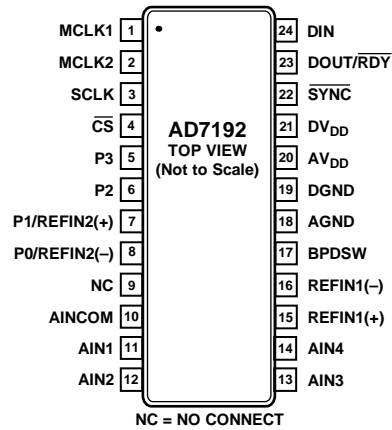 MCLK1 1
MCLK2 2
SCLK 3
C̅S̅ 4
P3 5
P2 6
P1/REFIN2(+) 7
P0/REFIN2(–) 8
NC 9
AINCOM 10
AIN1 11
AIN2 12
AD7192
TOP VIEW
(Not to Scale)
24 DIN
23 DOUT/R̅D̅Y̅
22 S̅Y̅N̅C̅
21 DVDD
20 AVDD
19 DGND
18 AGND
17 BPDSW
16 REFIN1(–)
15 REFIN1(+)
14 AIN4
13 AIN3
NC = NO CONNECT